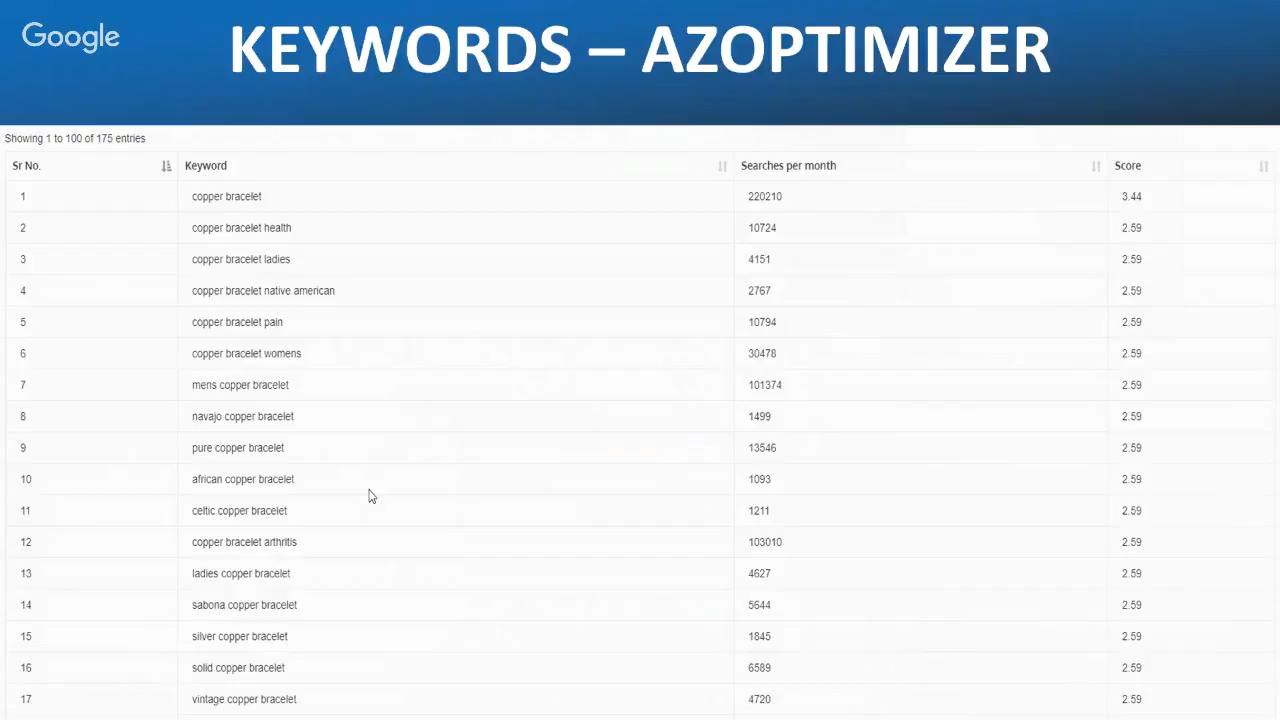 Google
KEYWORDS – AZOPTIMIZER
Showing 1 to 100 of 175 entries
Sr No. Keyword Searches per month Score
1 copper bracelet 220210 3.44
2 copper bracelet health 10724 2.59
3 copper bracelet ladies 4151 2.59
4 copper bracelet native american 2767 2.59
5 copper bracelet pain 10794 2.59
6 copper bracelet womens 30478 2.59
7 mens copper bracelet 101374 2.59
8 navajo copper bracelet 1499 2.59
9 pure copper bracelet 13546 2.59
10 african copper bracelet 1093 2.59
11 celtic copper bracelet 1211 2.59
12 copper bracelet arthritis 103010 2.59
13 ladies copper bracelet 4627 2.59
14 sabona copper bracelet 5644 2.59
15 silver copper bracelet 1845 2.59
16 solid copper bracelet 6589 2.59
17 vintage copper bracelet 4720 2.59